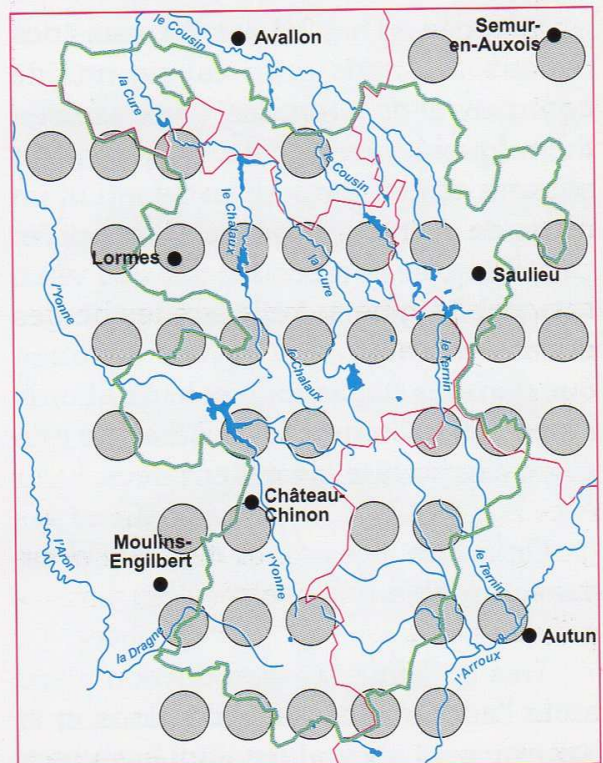 le Cousin
Avallon
Semur-
en-Auxois
la Cure
le Cousin
le Chalaux
Lormes
la Cure
Saulieu
l'Yonne
le Chalaux
le Ternin
Château-
Chinon
Moulins-
Engilbert
l'Aron
l'Yonne
le Ternin
la Dragne
Autun
l'Arroux